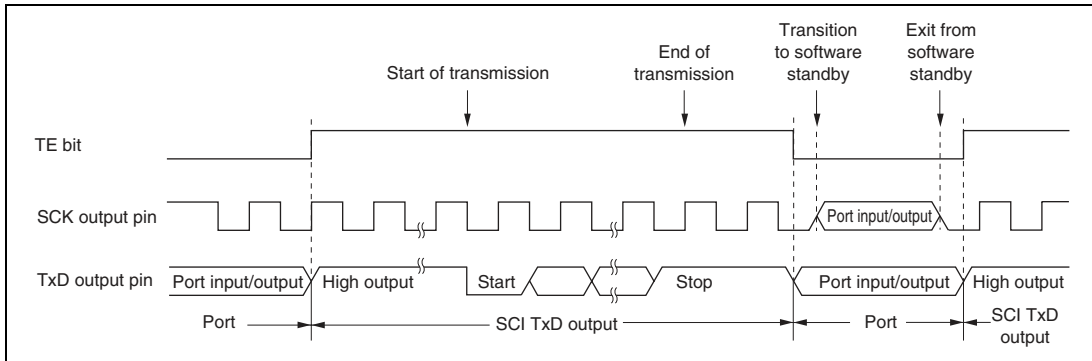 Transition
to software
standby
Exit from
software
standby
Start of transmission
End of
transmission
TE bit
SCK output pin
Port input/output
TxD output pin
Port input/output
High output
Start
Stop
Port input/output
High output
Port
SCI TxD output
Port
SCI TxD
output